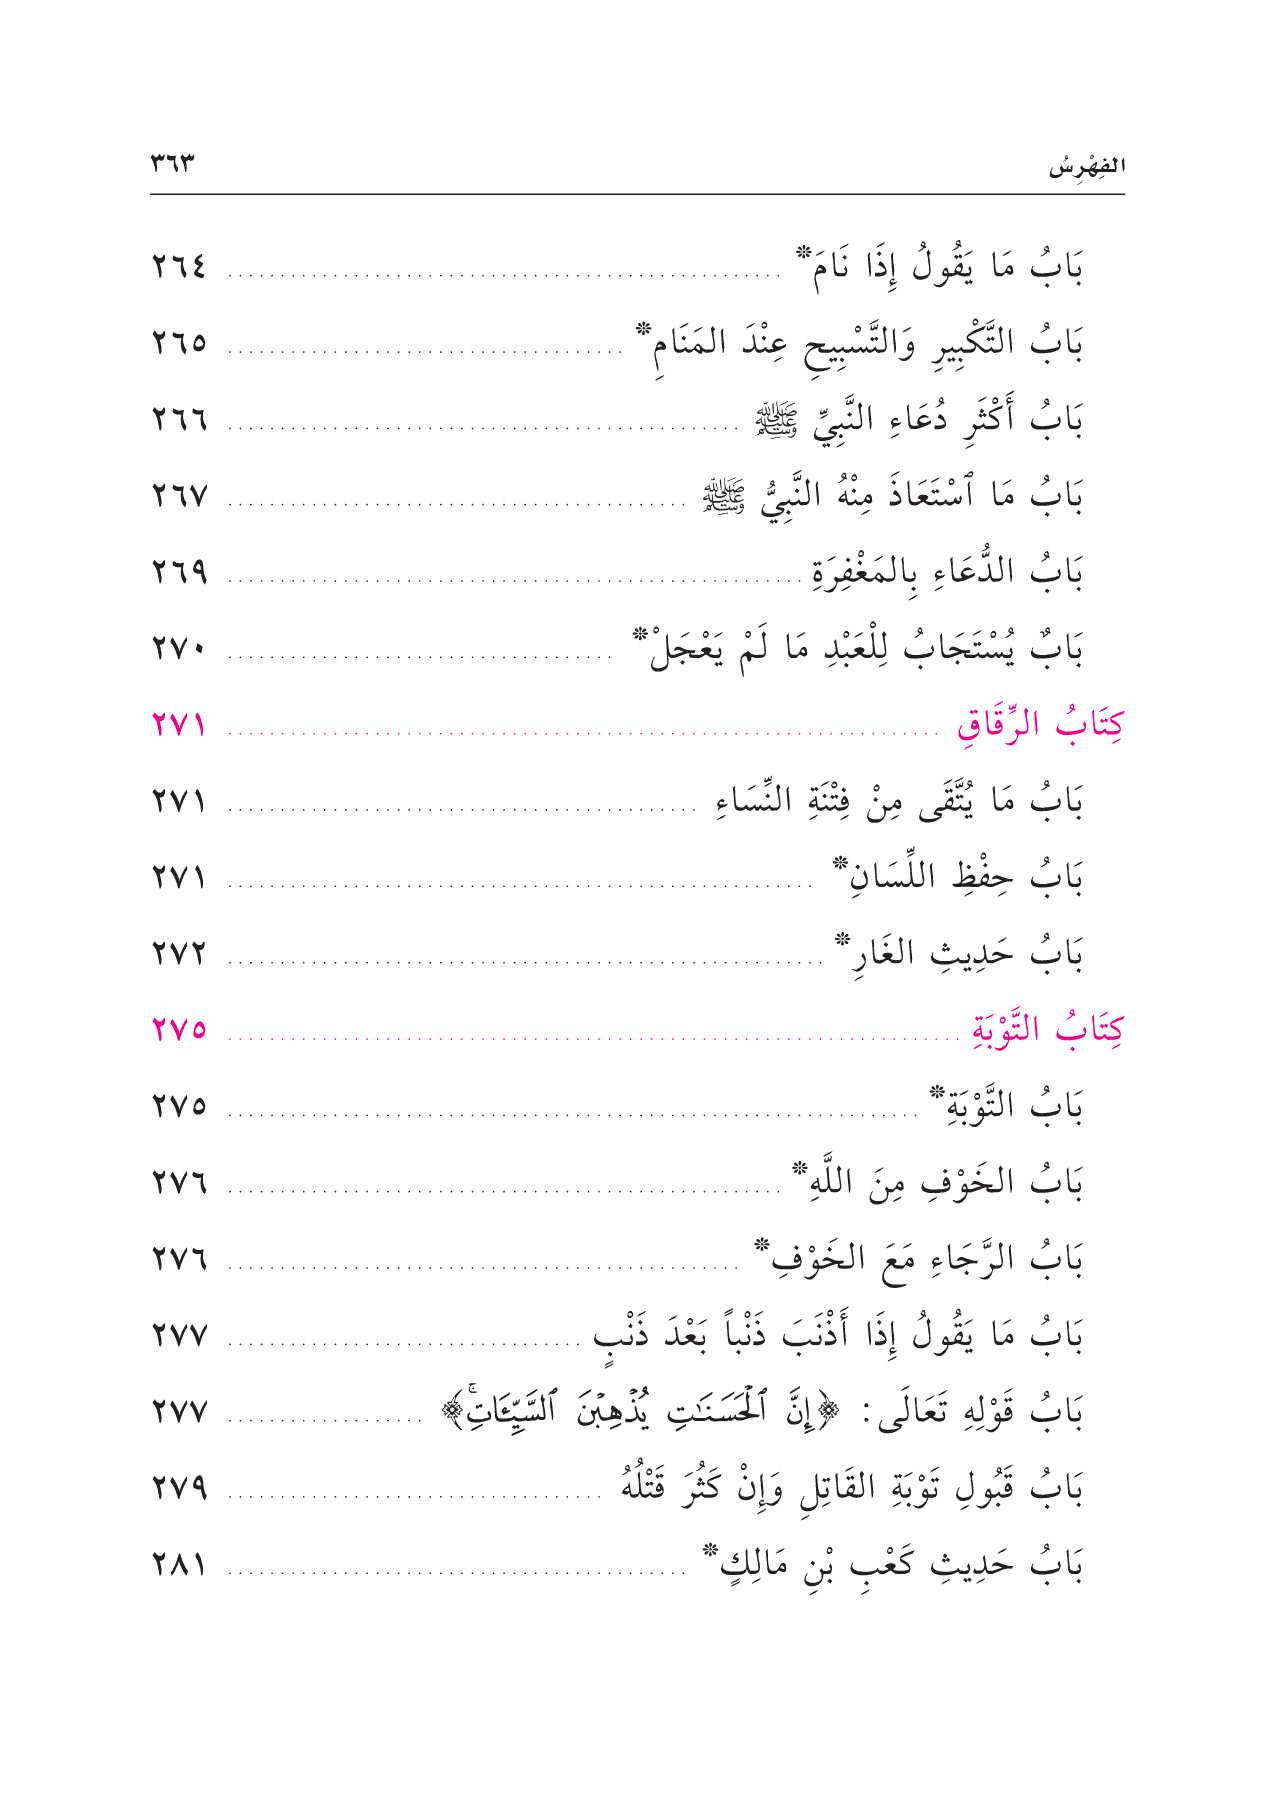 الفِهْرِسُ ٣٦٣
بَابُ مَا يَقُولُ إِذَا نَامَ* ٢٦٤
بَابُ التَّكْبِيرِ وَالتَّسْبِيحِ عِنْدَ المَنَامِ* ٢٦٥
بَابُ أَكْثَرِ دُعَاءِ النَّبِيِّ ﷺ ٢٦٦
بَابُ مَا ٱسْتَعَاذَ مِنْهُ النَّبِيُّ ﷺ ٢٦٧
بَابُ الدُّعَاءِ بِالمَغْفِرَةِ ٢٦٩
بَابٌ يُسْتَجَابُ لِلْعَبْدِ مَا لَمْ يَعْجَلْ* ٢٧٠
كِتَابُ الرِّقَاقِ ٢٧١
بَابُ مَا يُتَّقَى مِنْ فِتْنَةِ النِّسَاءِ ٢٧١
بَابُ حِفْظِ اللِّسَانِ* ٢٧١
بَابُ حَدِيثِ الغَارِ* ٢٧٢
كِتَابُ التَّوْبَةِ ٢٧٥
بَابُ التَّوْبَةِ* ٢٧٥
بَابُ الخَوْفِ مِنَ اللَّهِ* ٢٧٦
بَابُ الرَّجَاءِ مَعَ الخَوْفِ* ٢٧٦
بَابُ مَا يَقُولُ إِذَا أَذْنَبَ ذَنْباً بَعْدَ ذَنْبٍ ٢٧٧
بَابُ قَوْلِهِ تَعَالَى: ﴿إِنَّ ٱلۡحَسَنَٰتِ يُذۡهِبۡنَ ٱلسَّيِّـَٔاتِۚ﴾ ٢٧٧
بَابُ قَبُولِ تَوْبَةِ القَاتِلِ وَإِنْ كَثُرَ قَتْلُهُ ٢٧٩
بَابُ حَدِيثِ كَعْبِ بْنِ مَالِكٍ* ٢٨١